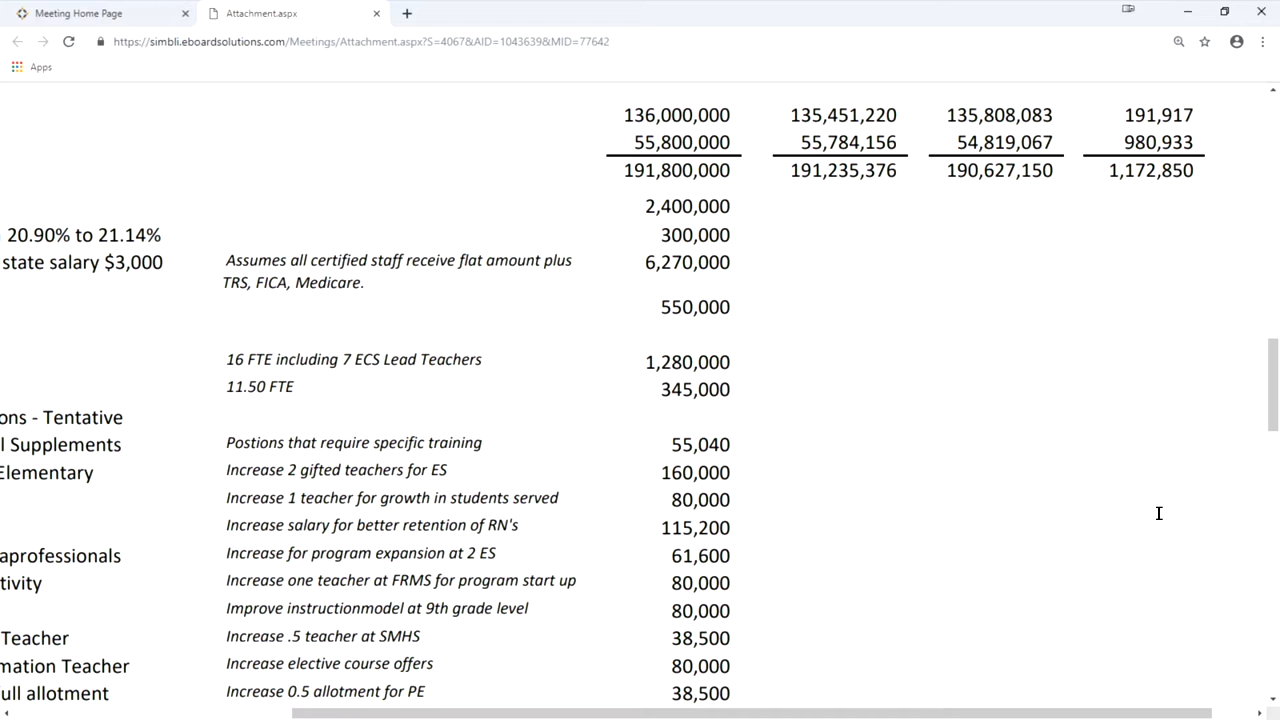 Meeting Home Page
Attachment.aspx
https://simbli.eboardsolutions.com/Meetings/Attachment.aspx?S=4067&AID=1043639&MID=77642
Apps
136,000,000 135,451,220 135,808,083 191,917
55,800,000 55,784,156 54,819,067 980,933
191,800,000 191,235,376 190,627,150 1,172,850
2,400,000
20.90% to 21.14% 300,000
state salary $3,000 Assumes all certified staff receive flat amount plus 6,270,000
TRS, FICA, Medicare.
550,000
16 FTE including 7 ECS Lead Teachers 1,280,000
11.50 FTE 345,000
ons - Tentative
l Supplements Postions that require specific training 55,040
Elementary Increase 2 gifted teachers for ES 160,000
Increase 1 teacher for growth in students served 80,000
Increase salary for better retention of RN's 115,200
aprofessionals Increase for program expansion at 2 ES 61,600
tivity Increase one teacher at FRMS for program start up 80,000
Improve instructionmodel at 9th grade level 80,000
Teacher Increase .5 teacher at SMHS 38,500
mation Teacher Increase elective course offers 80,000
ull allotment Increase 0.5 allotment for PE 38,500